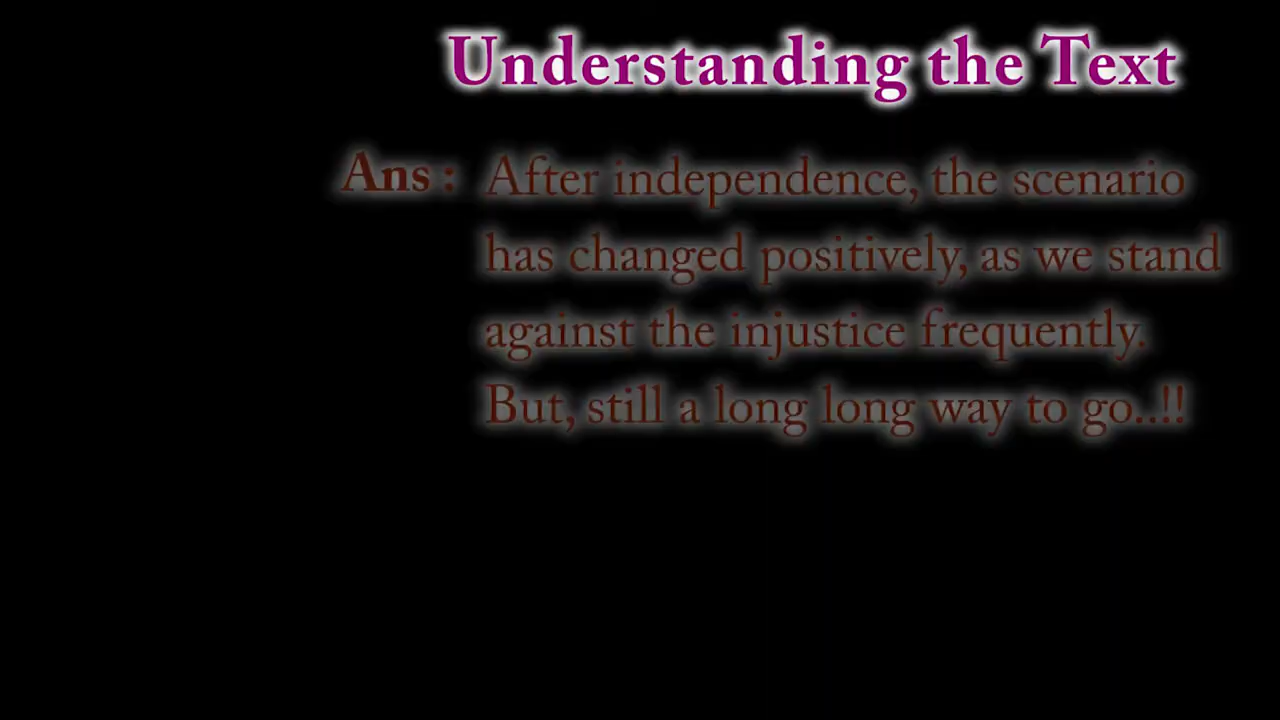 Understanding the Text
Ans : After independence, the scenario
has changed positively, as we stand
against the injustice frequently.
But, still a long long way to go..!!